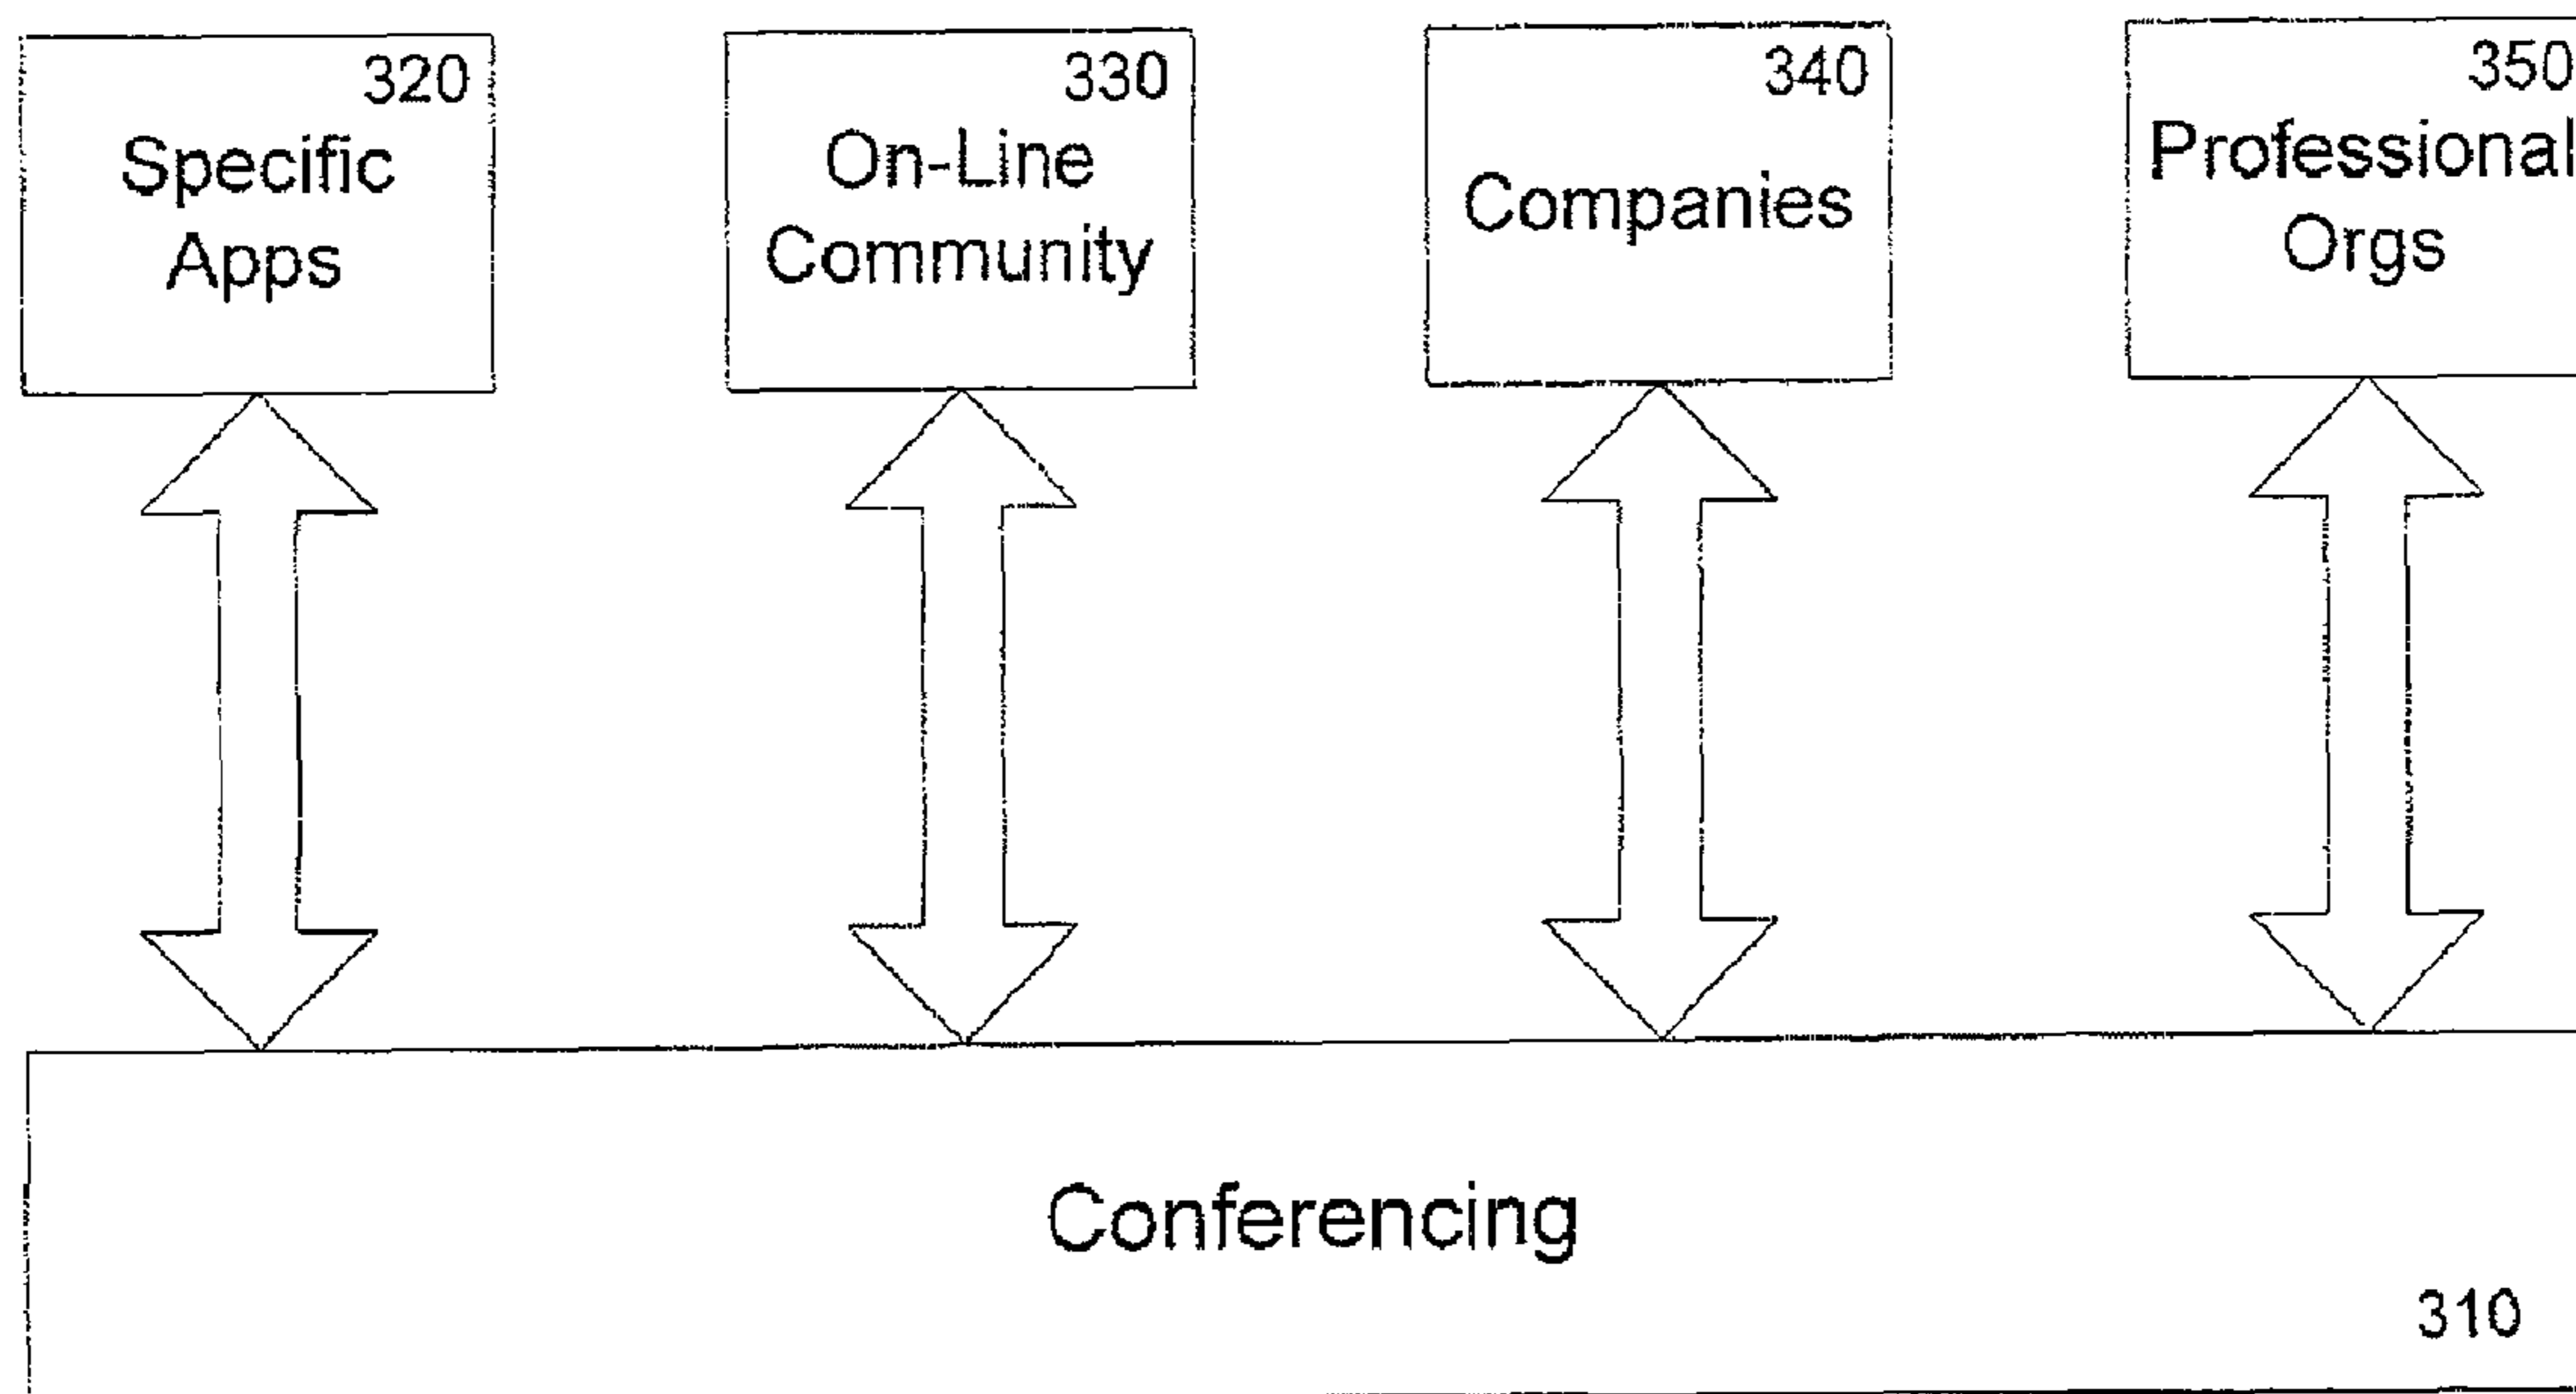 320
Specific
Apps
330
On-Line
Community
340
Companies
350
Professional
Orgs
Conferencing
310